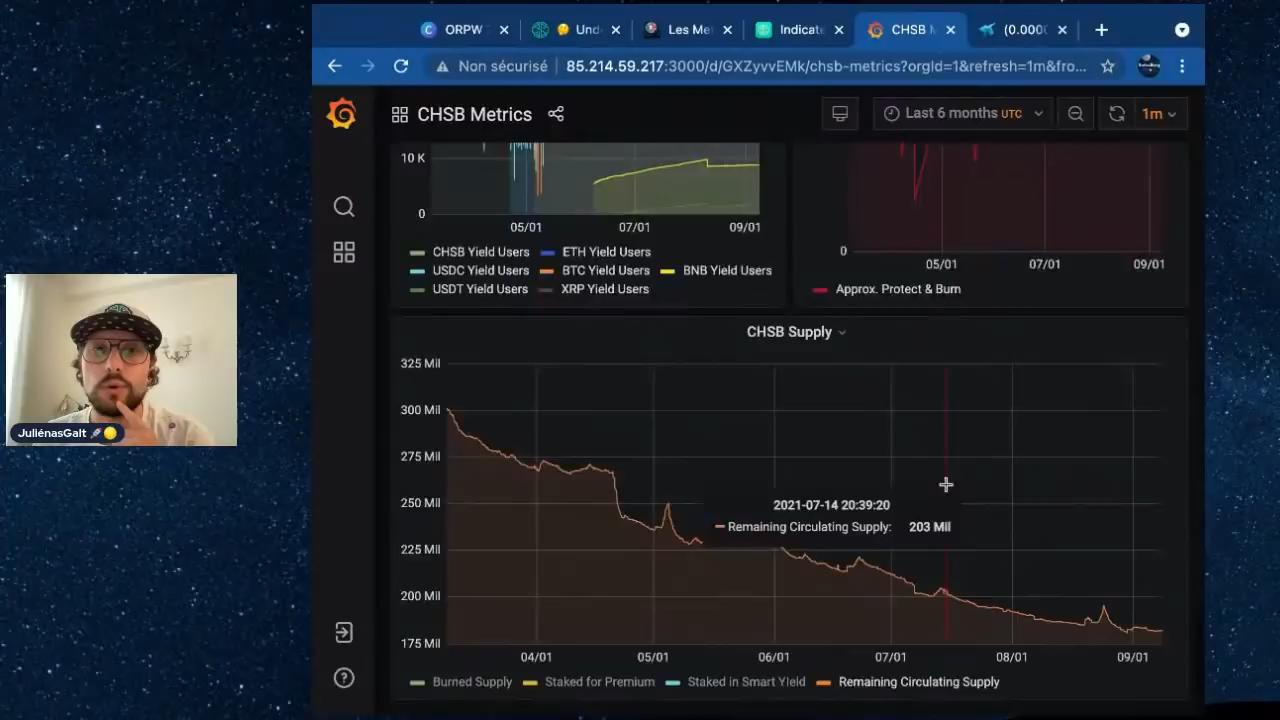 ORPW
Und
Les Me
Indicate
CHSB
(0.000
Non sécurisé
85.214.59.217:3000/d/GXZyvvEMk/chsb-metrics?orgId=1&refresh=1m&fro...
CHSB Metrics
Last 6 months UTC
1m
10 K
0
05/01
07/01
09/01
CHSB Yield Users
ETH Yield Users
USDC Yield Users
BTC Yield Users
BNB Yield Users
USDT Yield Users
XRP Yield Users
0
05/01
07/01
09/01
Approx. Protect & Burn
CHSB Supply
325 Mil
300 Mil
275 Mil
250 Mil
225 Mil
200 Mil
175 Mil
2021-07-14 20:39:20
Remaining Circulating Supply: 203 Mil
04/01
05/01
06/01
07/01
08/01
09/01
Burned Supply
Staked for Premium
Staked in Smart Yield
Remaining Circulating Supply
JuliénasGalt